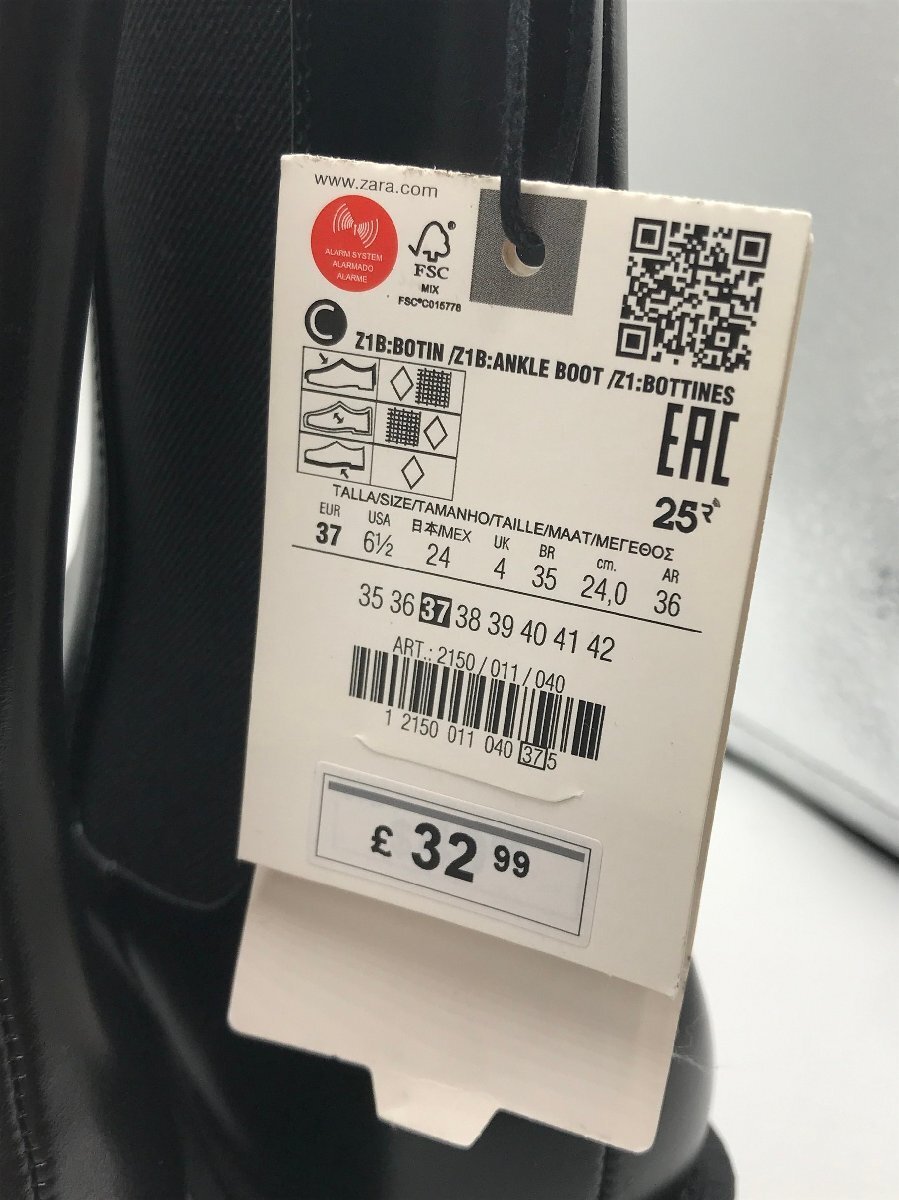 www.zara.com
ALARM SYSTEM
ALARMADO
ALARME
FSC®
MIX
FSC®C015778
C
Z1B:BOTIN /Z1B:ANKLE BOOT /Z1:BOTTINES
EAC
25
TALLA/SIZE/TAMANHO/TAILLE/MAAT/ΜΕΓΕΘΟΣ
EUR USA 日本/MEX UK BR cm. AR
37 6½ 24 4 35 24,0 36
35 36 37 38 39 40 41 42
ART.: 2150 / 011 / 040
1 2150 011 040 37 5
£ 32 99